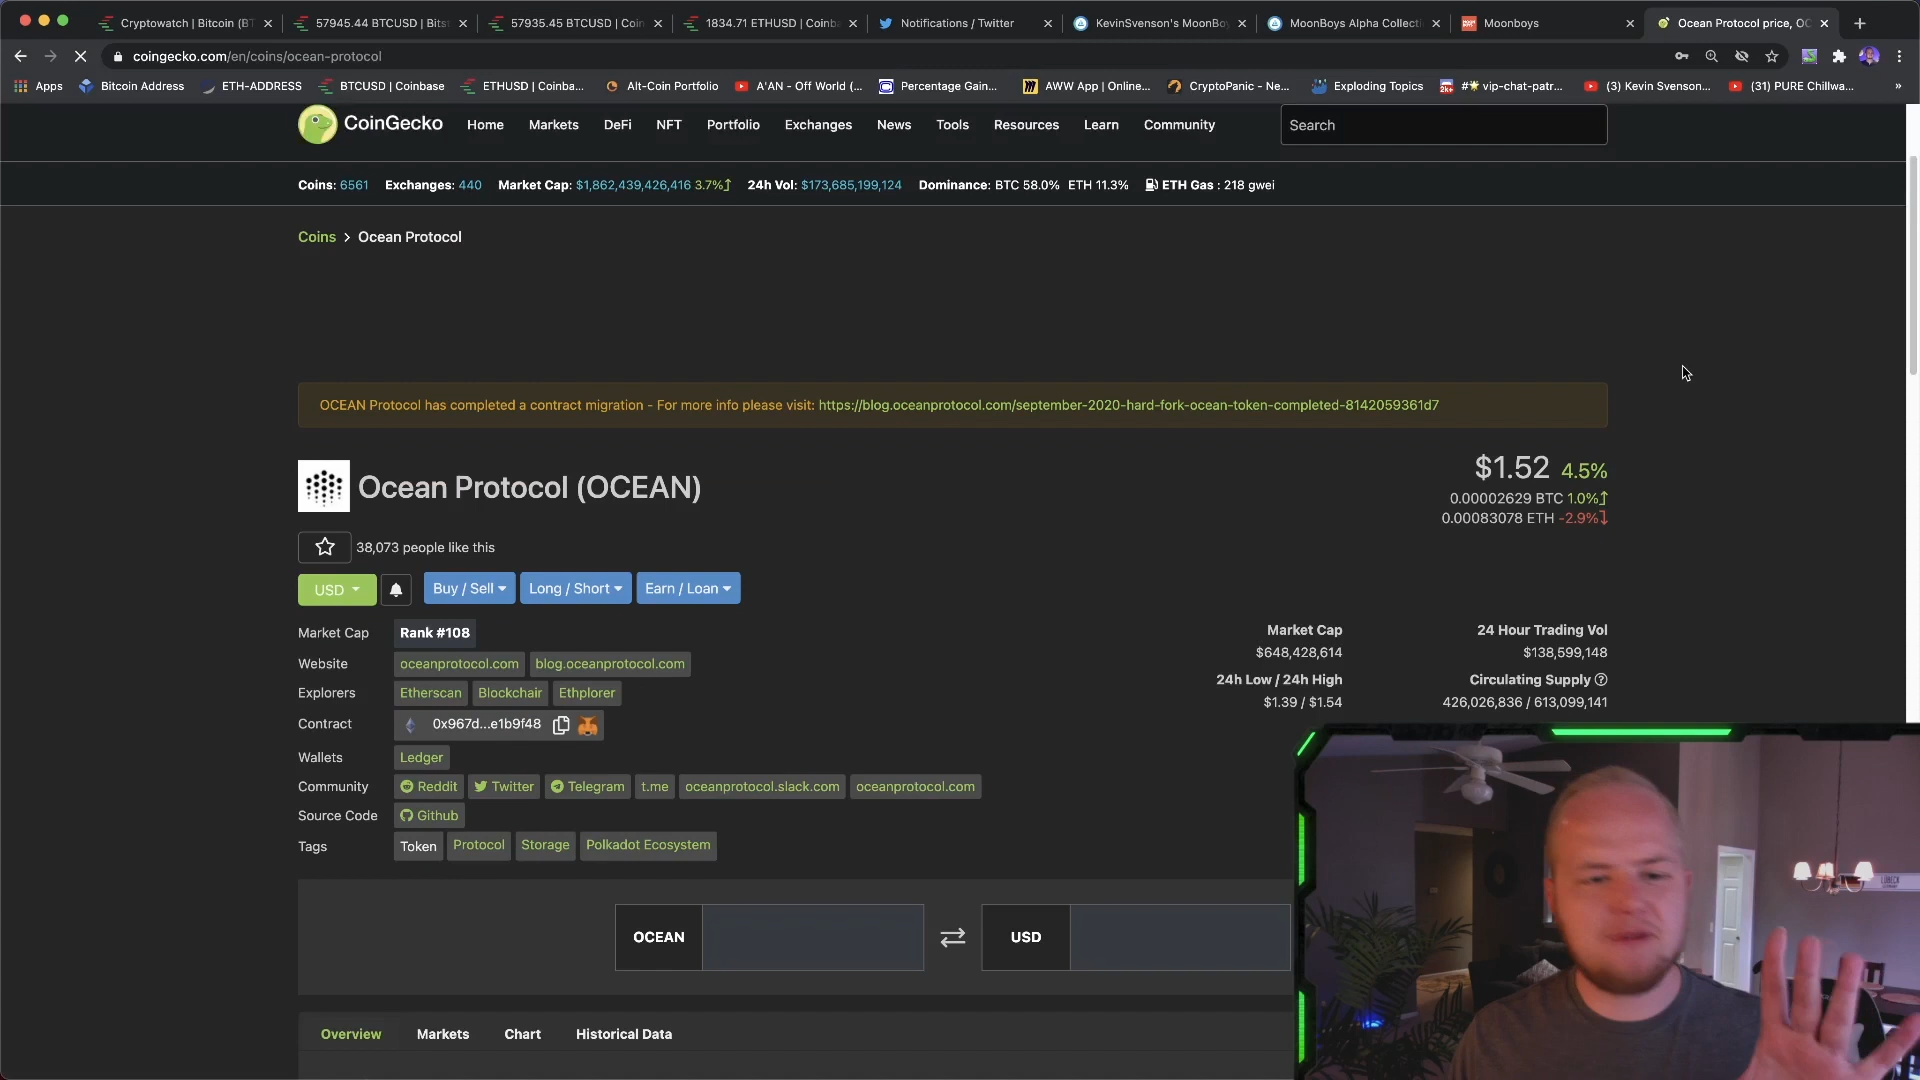 Cryptowatch | Bitcoin (BT
57945.44 BTCUSD | Bitst
57935.45 BTCUSD | Coin
1834.71 ETHUSD | Coinba
Notifications / Twitter
KevinSvenson's MoonBoy
MoonBoys Alpha Collecti
Moonboys
Ocean Protocol price, OC
coingecko.com/en/coins/ocean-protocol
Apps
Bitcoin Address
ETH-ADDRESS
BTCUSD | Coinbase
ETHUSD | Coinba...
Alt-Coin Portfolio
A'AN - Off World (...
Percentage Gain...
AWW App | Online...
CryptoPanic - Ne...
Exploding Topics
2k+
#🌟vip-chat-patr...
(3) Kevin Svenson...
(31) PURE Chillwa...
»
CoinGecko
Home
Markets
DeFi
NFT
Portfolio
Exchanges
News
Tools
Resources
Learn
Community
Search
Coins: 6561
Exchanges: 440
Market Cap: $1,862,439,426,416 3.7%
24h Vol: $173,685,199,124
Dominance: BTC 58.0% ETH 11.3%
ETH Gas : 218 gwei
Coins > Ocean Protocol
OCEAN Protocol has completed a contract migration - For more info please visit: https://blog.oceanprotocol.com/september-2020-hard-fork-ocean-token-completed-8142059361d7
Ocean Protocol (OCEAN)
$1.52 4.5%
0.00002629 BTC 1.0%
0.00083078 ETH -2.9%
38,073 people like this
USD
Buy / Sell
Long / Short
Earn / Loan
Market Cap
Rank #108
Website
oceanprotocol.com
blog.oceanprotocol.com
Explorers
Etherscan
Blockchair
Ethplorer
Contract
0x967d...e1b9f48
Wallets
Ledger
Community
Reddit
Twitter
Telegram
t.me
oceanprotocol.slack.com
oceanprotocol.com
Source Code
Github
Tags
Token
Protocol
Storage
Polkadot Ecosystem
Market Cap
$648,428,614
24 Hour Trading Vol
$138,599,148
24h Low / 24h High
$1.39 / $1.54
Circulating Supply
426,026,836 / 613,099,141
OCEAN
USD
Overview
Markets
Chart
Historical Data
LÜBECK